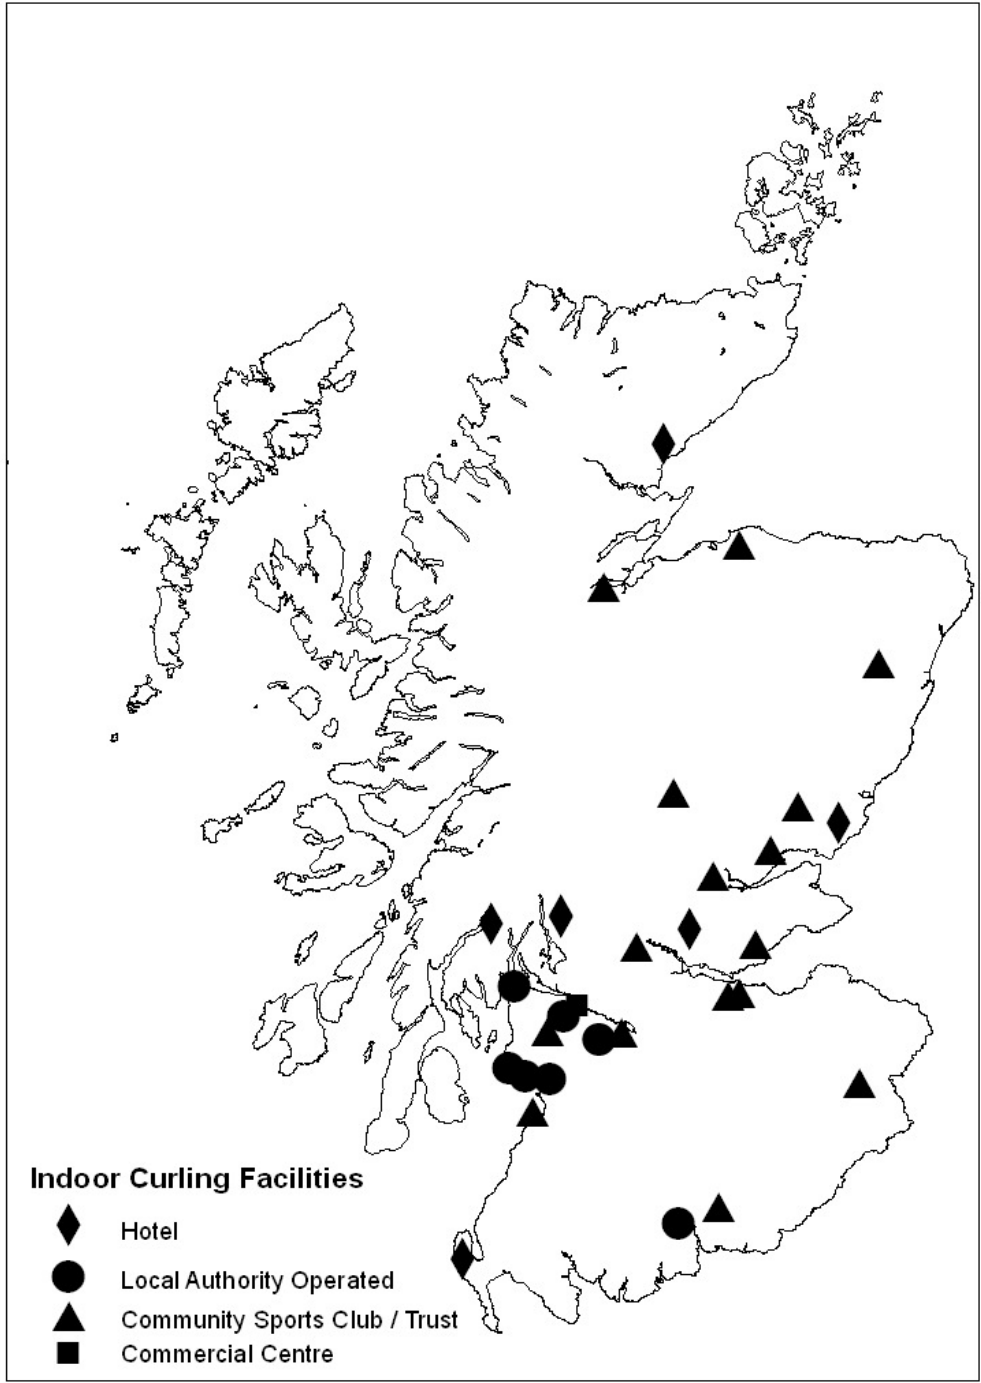 Indoor Curling Facilities
Hotel
Local Authority Operated
Community Sports Club / Trust
Commercial Centre